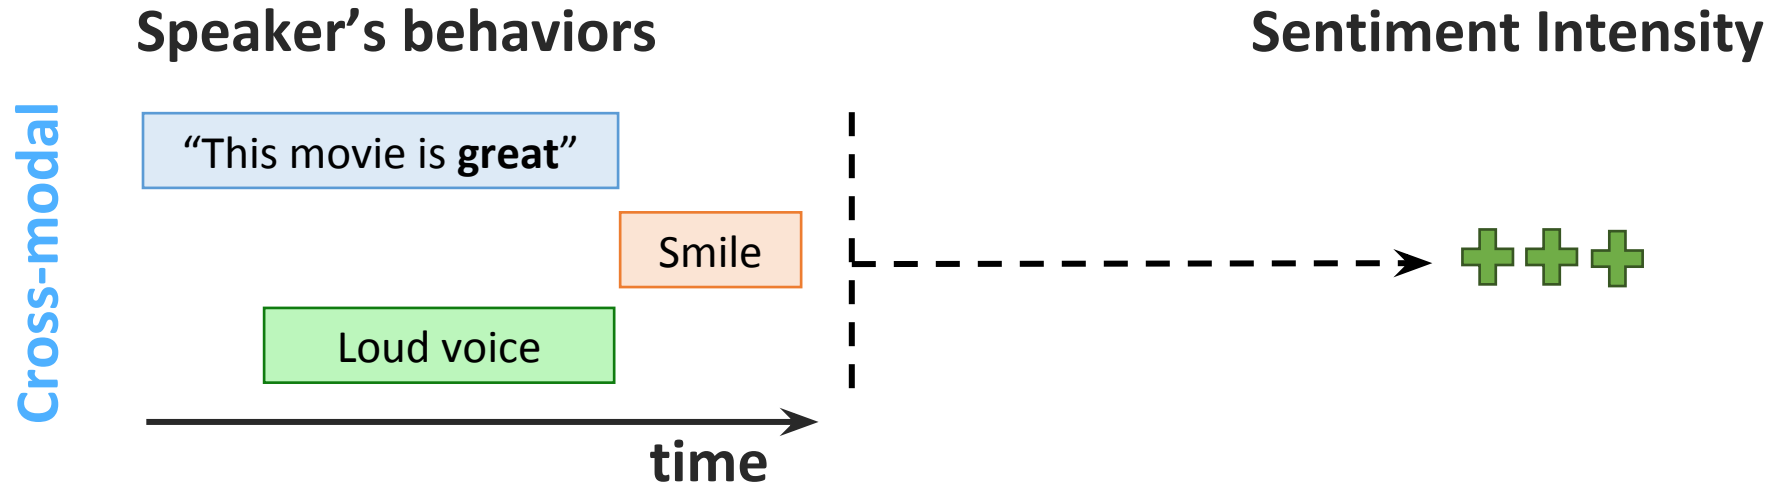 Speaker’s behaviors
Sentiment Intensity
Cross-modal
“This movie is great”
Smile
Loud voice
time